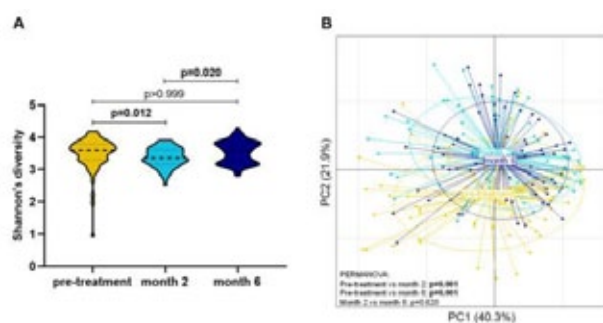 A
p=0.020
p>0.999
p=0.012
Shannon's diversity
5
4
3
2
1
0
pre-treatment
month 2
month 6
B
PC2 (21.9%)
PERMANOVA:
Pre-treatment vs month 2: p=0.001
Pre-treatment vs month 6: p=0.001
Month 2 vs month 6: p=0.020
PC1 (40.3%)